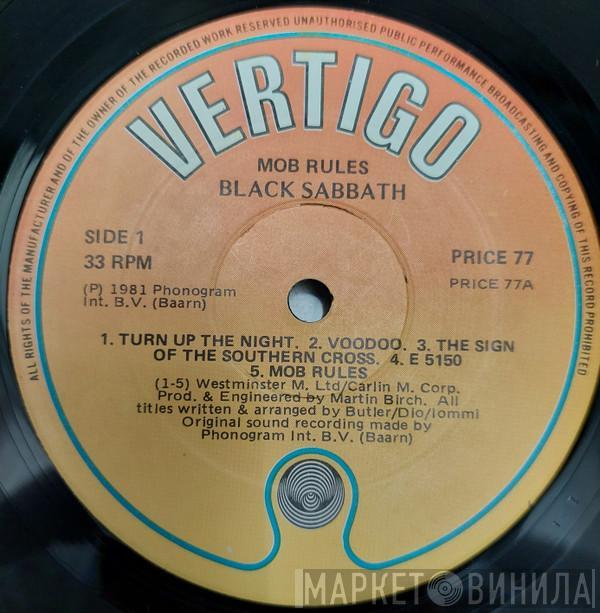 ALL RIGHTS OF THE MANUFACTURER AND OF THE OWNER OF THE RECORDED WORK RESERVED UNAUTHORISED PUBLIC PERFORMANCE BROADCASTING AND COPYING OF THIS RECORD PROHIBITED
VERTIGO
MOB RULES
BLACK SABBATH
SIDE 1
33 RPM
PRICE 77
PRICE 77A
(P) 1981 Phonogram
Int. B.V. (Baarn)
1. TURN UP THE NIGHT. 2. VOODOO. 3. THE SIGN
OF THE SOUTHERN CROSS. 4. E 5150
5. MOB RULES
(1-5) Westminster M. Ltd/Carlin M. Corp.
Prod. & Engineered by Martin Birch. All
titles written & arranged by Butler/Dio/Iommi
Original sound recording made by
Phonogram Int. B.V. (Baarn)
МАРКЕТ ВИНИЛА